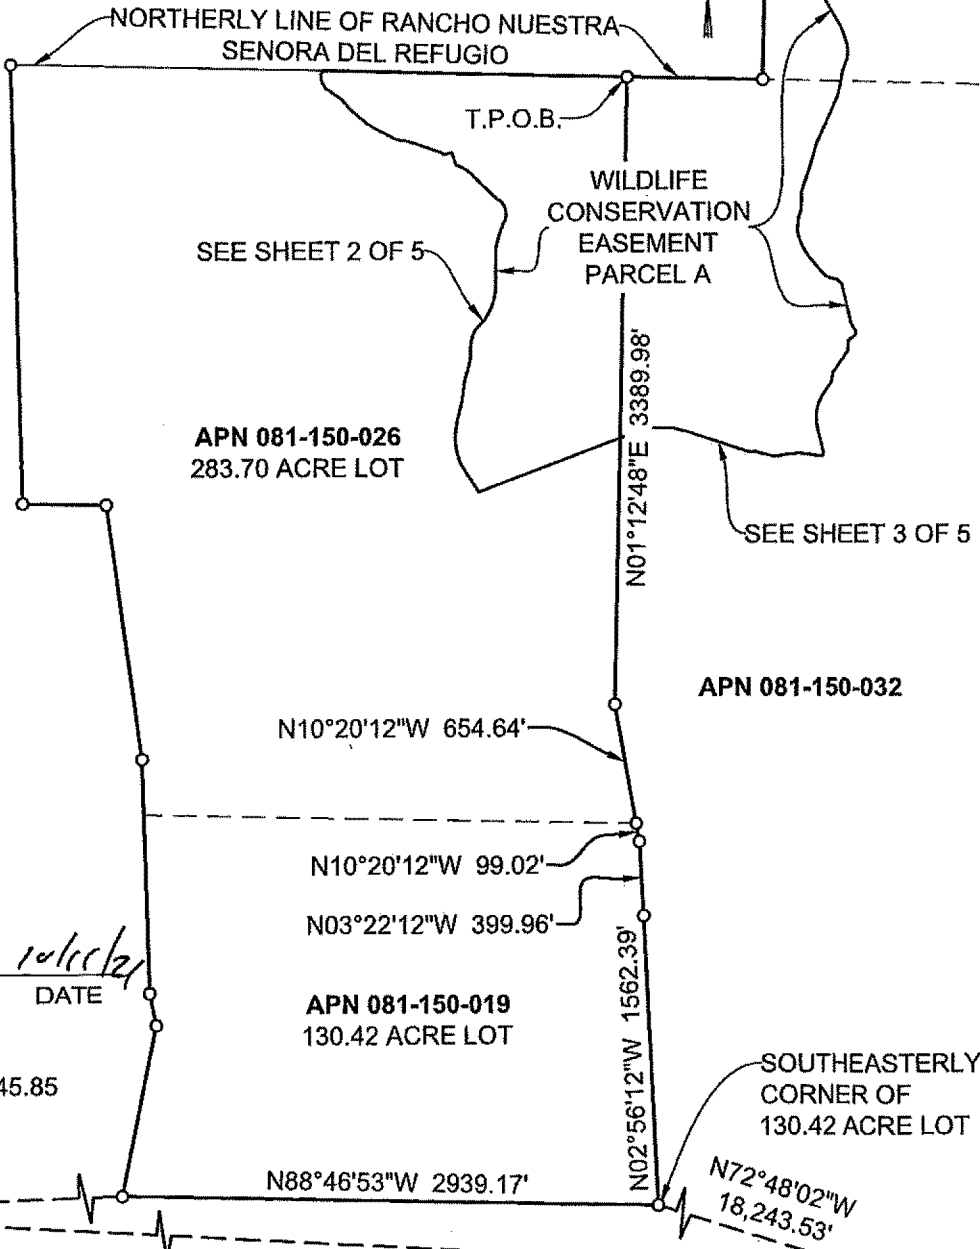 NORTHERLY LINE OF RANCHO NUESTRA
SENORA DEL REFUGIO
T.P.O.B.
WILDLIFE
CONSERVATION
EASEMENT
PARCEL A
SEE SHEET 2 OF 5
N01°12'48"E 3389.98'
APN 081-150-026
283.70 ACRE LOT
SEE SHEET 3 OF 5
APN 081-150-032
N10°20'12"W 654.64'
N10°20'12"W 99.02'
N03°22'12"W 399.96'
DATE
APN 081-150-019
130.42 ACRE LOT
N02°56'12"W 1562.39'
SOUTHEASTERLY
CORNER OF
130.42 ACRE LOT
45.85
N88°46'53"W 2939.17'
N72°48'02"W
18,243.53'